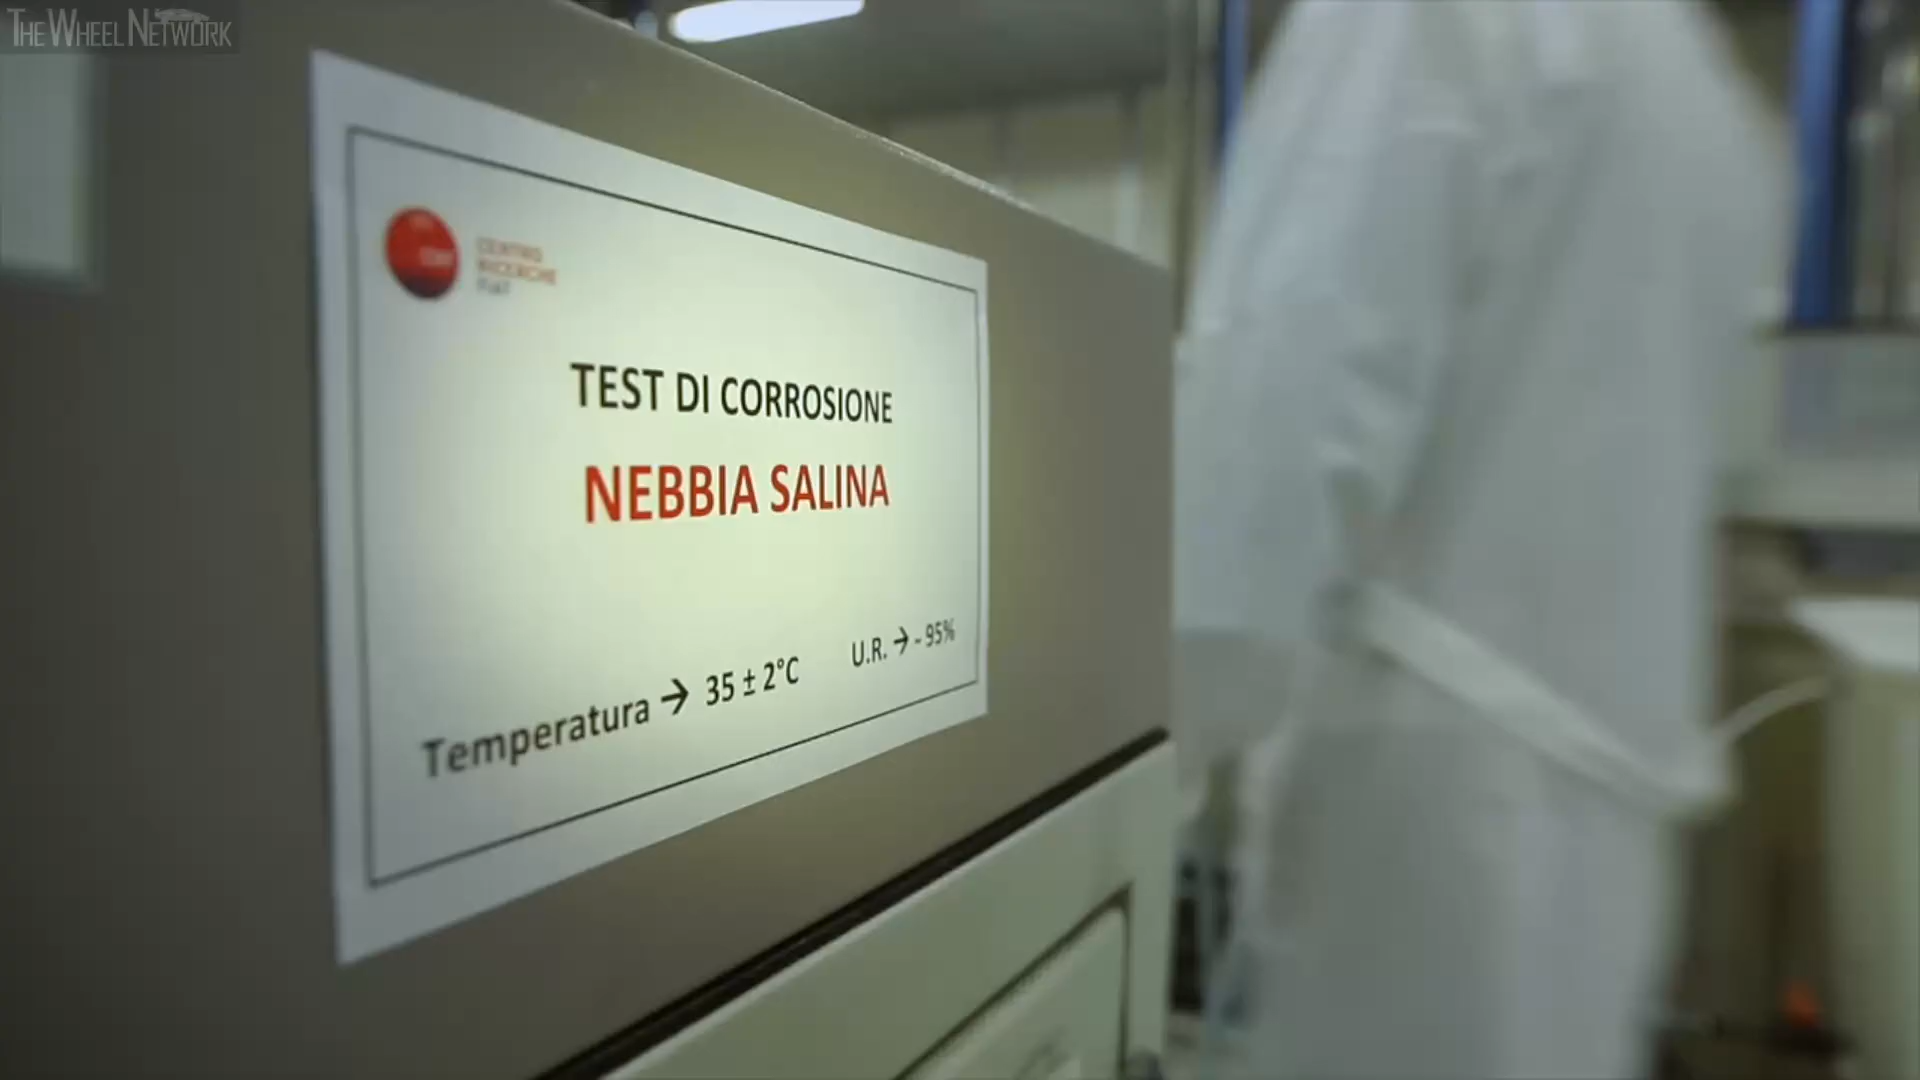 THE WHEEL NETWORK
CENTRO
RICERCHE
FIAT
TEST DI CORROSIONE
NEBBIA SALINA
Temperatura → 35 ± 2°C U.R. → - 95%